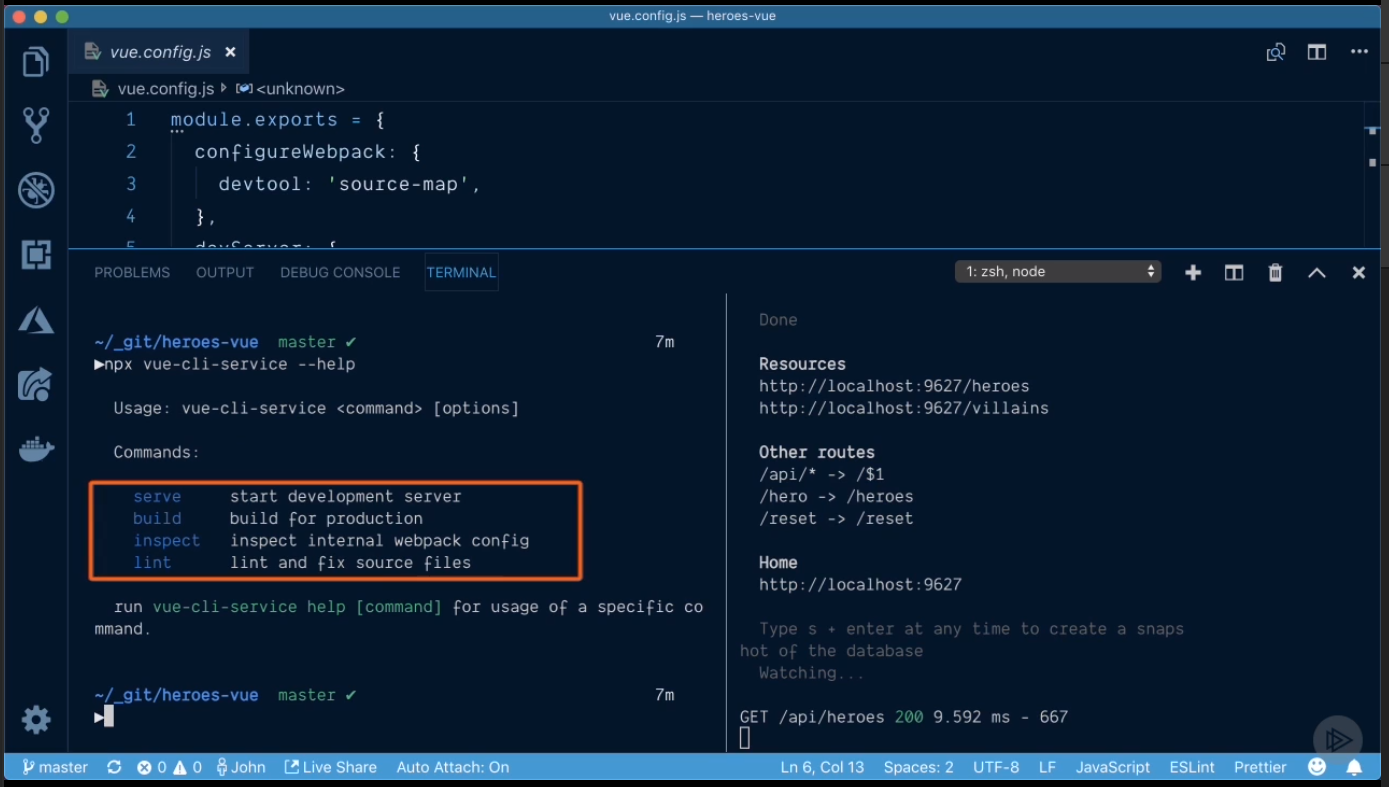 vue.config.js — heroes-vue
vue.config.js
vue.config.js <unknown>
1 module.exports = {
2 configureWebpack: {
3 devtool: 'source-map',
4 },
5 devServer: {
PROBLEMS OUTPUT DEBUG CONSOLE TERMINAL
1: zsh, node
~/_git/heroes-vue master ✔ 7m
▶npx vue-cli-service --help
Usage: vue-cli-service <command> [options]
Commands:
serve start development server
build build for production
inspect inspect internal webpack config
lint lint and fix source files
run vue-cli-service help [command] for usage of a specific co
mmand.
~/_git/heroes-vue master ✔ 7m
▶
Done
Resources
http://localhost:9627/heroes
http://localhost:9627/villains
Other routes
/api/* -> /$1
/hero -> /heroes
/reset -> /reset
Home
http://localhost:9627
Type s + enter at any time to create a snaps
hot of the database
Watching...
GET /api/heroes 200 9.592 ms - 667
master 0 0 John Live Share Auto Attach: On Ln 6, Col 13 Spaces: 2 UTF-8 LF JavaScript ESLint Prettier